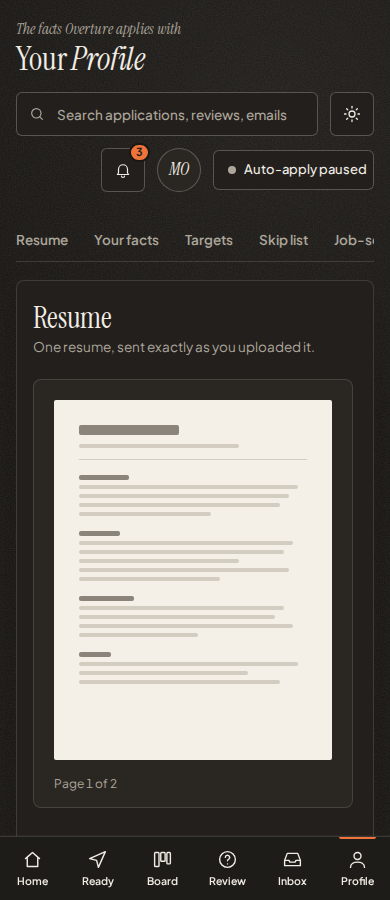 The facts Overture applies with
Your Profile
Search applications, reviews, emails
3
MO
Auto-apply paused
Resume Your facts Targets Skip list Job-s
Resume
One resume, sent exactly as you uploaded it.
Page 1 of 2
Home Ready Board Review Inbox Profile